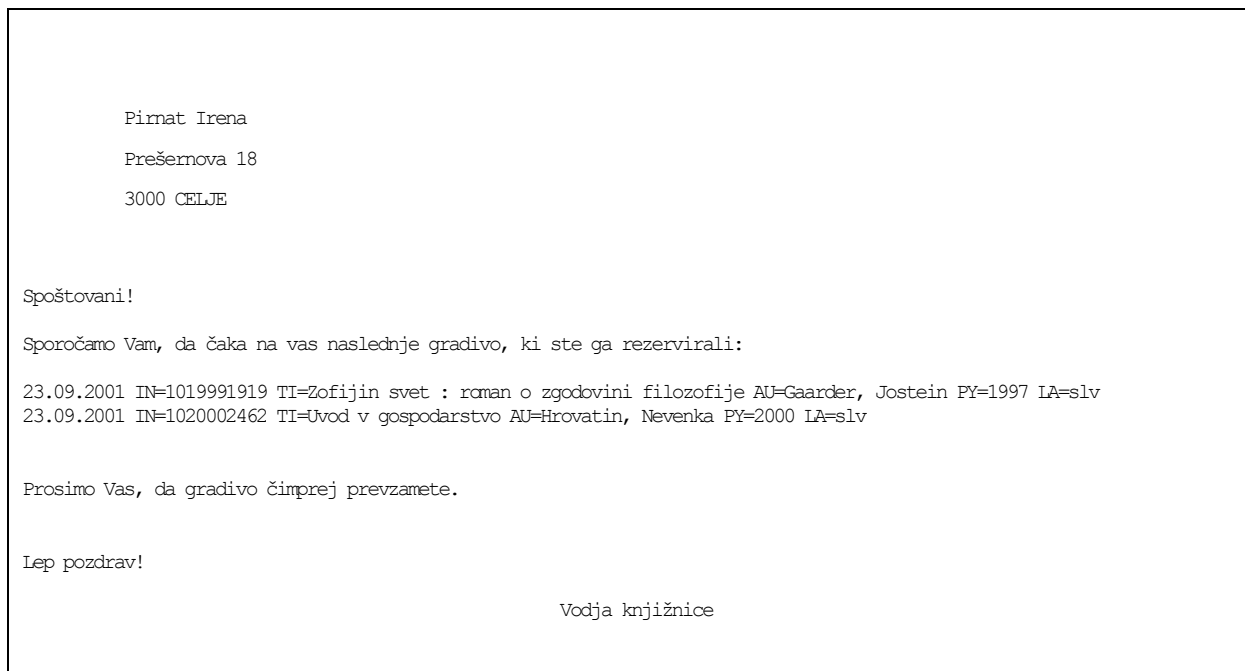 Pirnat Irena
Prešernova 18
3000 CELJE
Spoštovani!
Sporočamo Vam, da čaka na vas naslednje gradivo, ki ste ga rezervirali:
23.09.2001 IN=1019991919 TI=Zofijin svet : roman o zgodovini filozofije AU=Gaarder, Jostein PY=1997 LA=slv
23.09.2001 IN=1020002462 TI=Uvod v gospodarstvo AU=Hrovatin, Nevenka PY=2000 LA=slv
Prosimo Vas, da gradivo čimprej prevzamete.
Lep pozdrav!
Vodja knjižnice